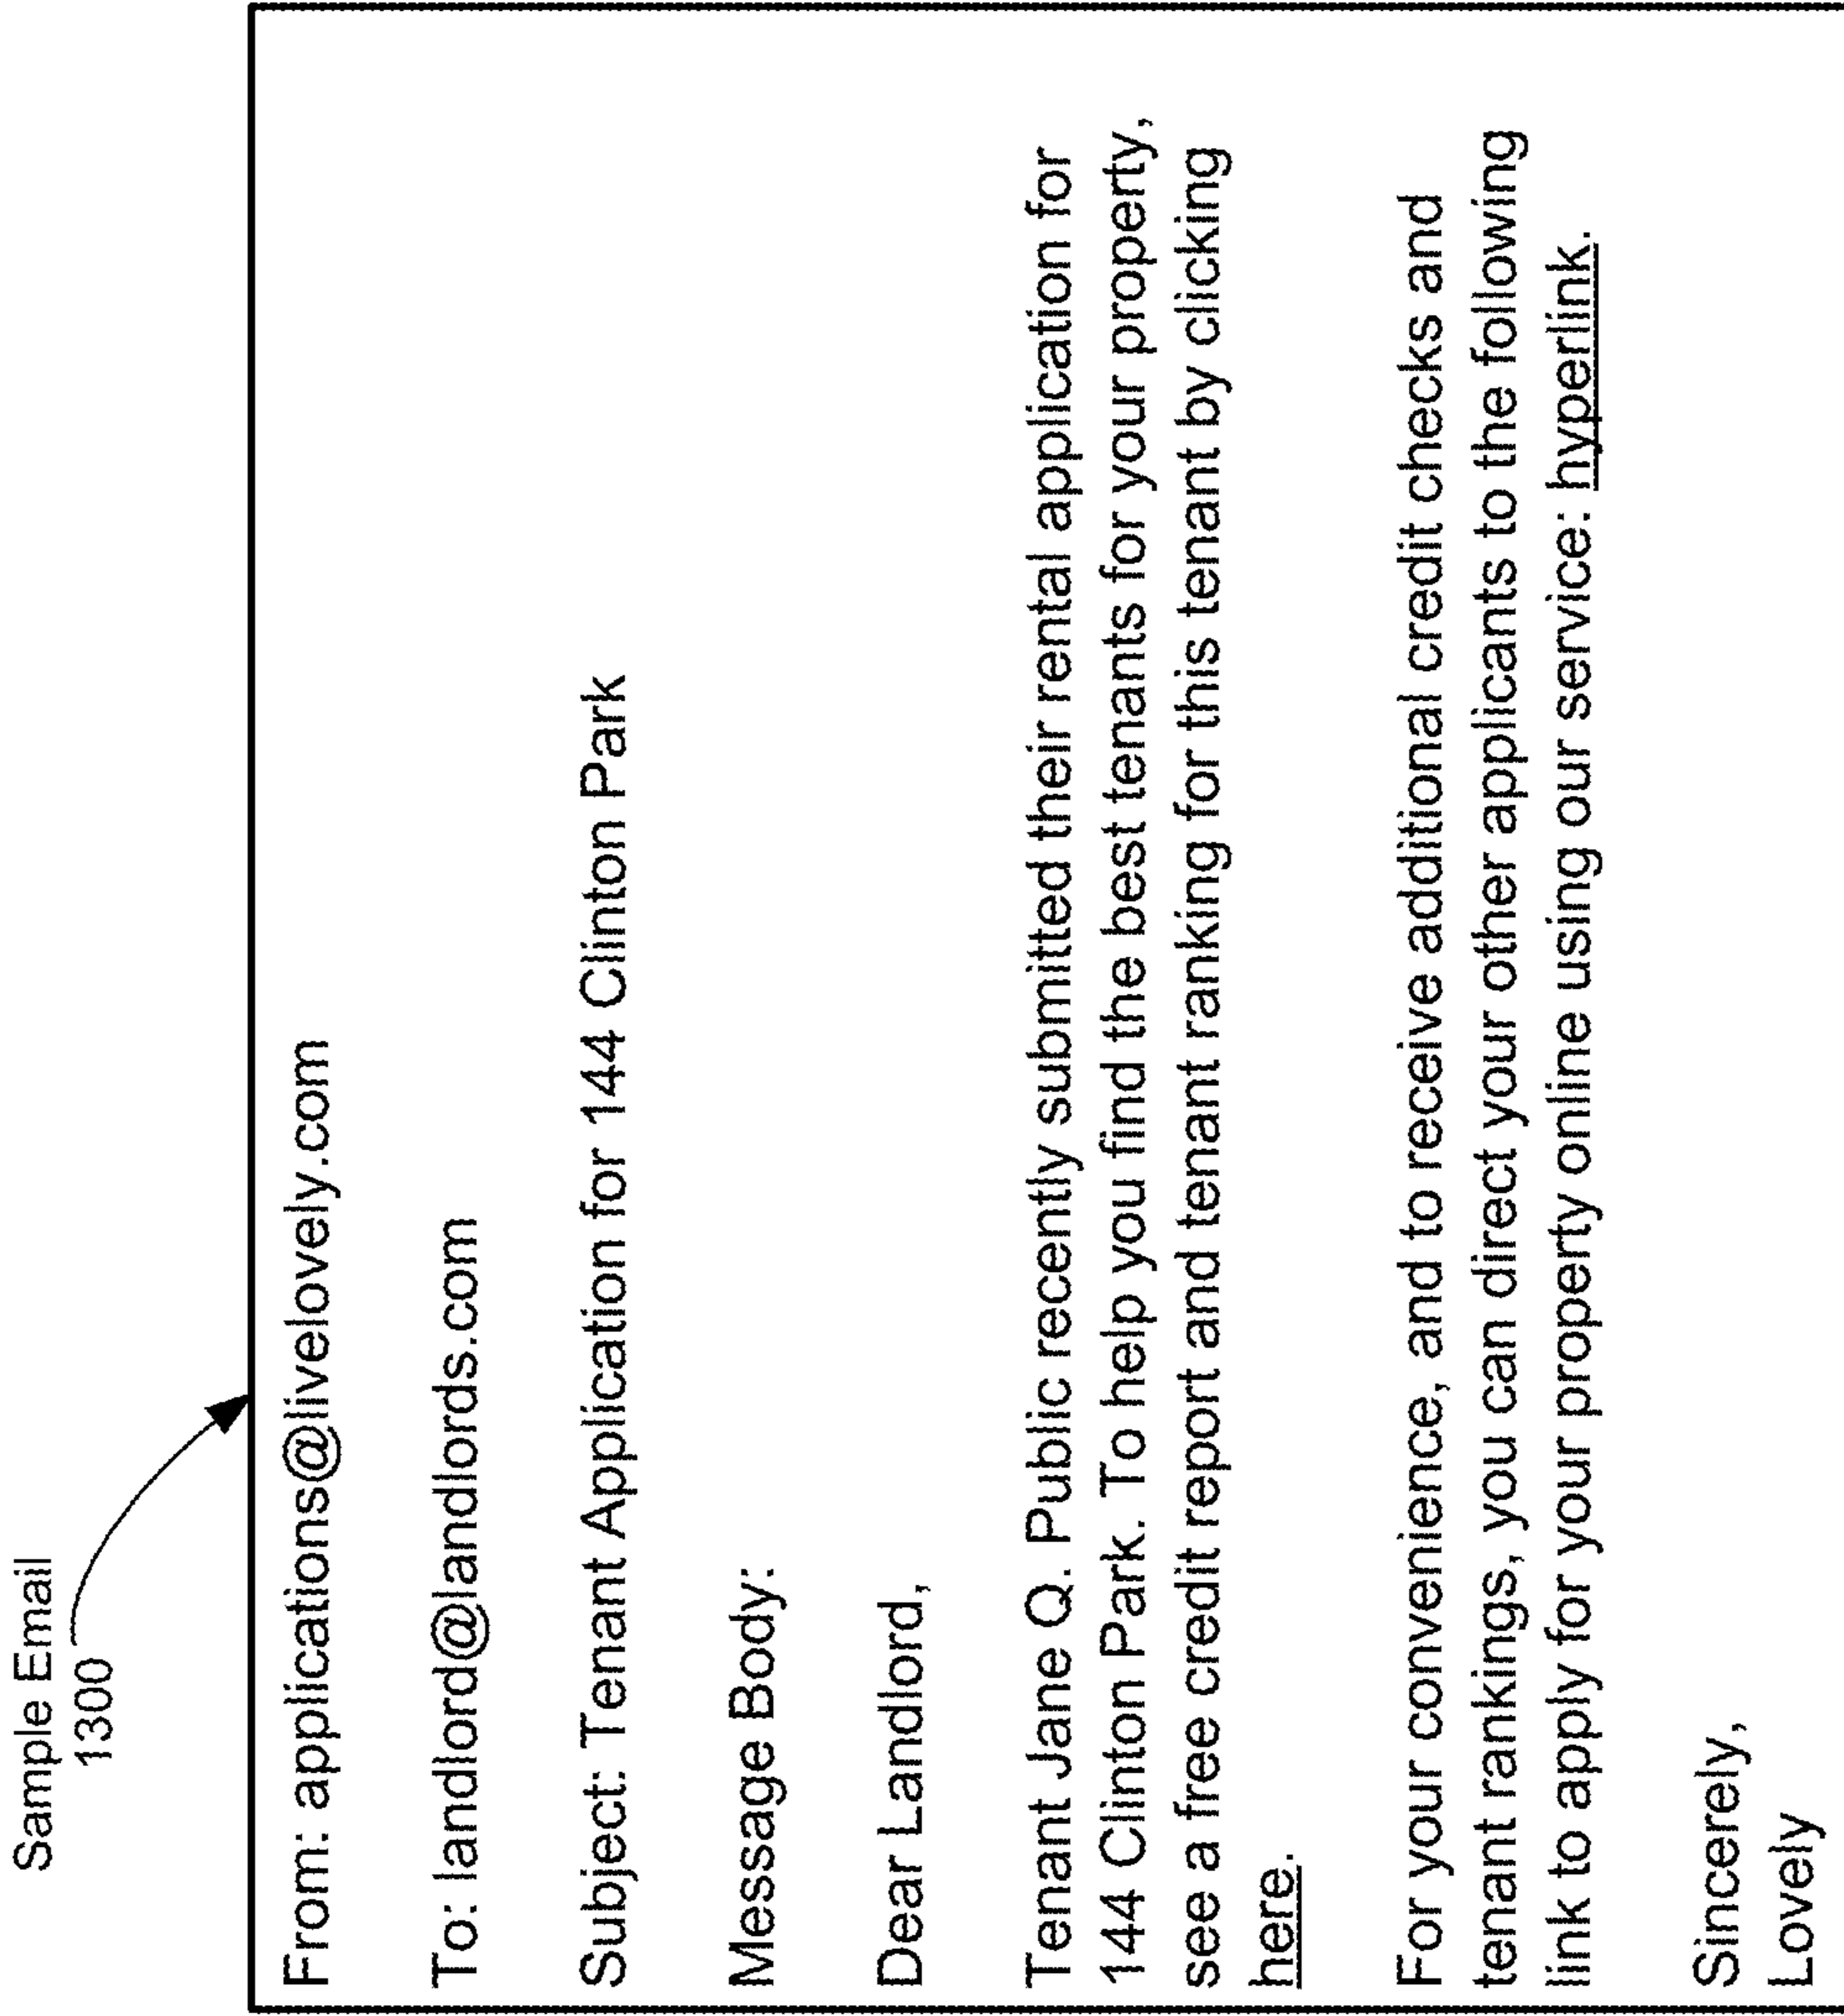 Sample Email
1300
From: applications@livelovely.com
To: landlord@landlords.com
Subject: Tenant Application for 144 Clinton Park
Message Body:
Dear Landlord,
Tenant Jane Q. Public recently submitted their rental application for
144 Clinton Park. To help you find the best tenants for your property,
see a free credit report and tenant ranking for this tenant by clicking
here.
For your convenience, and to receive additional credit checks and
tenant rankings, you can direct your other applicants to the following
link to apply for your property online using our service: hyperlink.
Sincerely,
Lovely